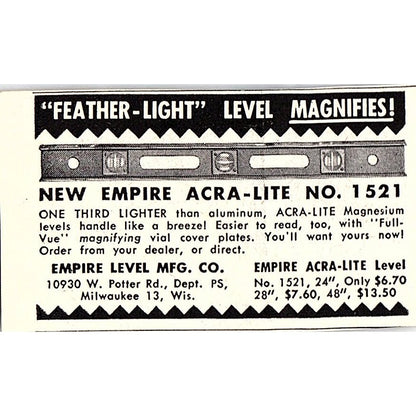 "FEATHER-LIGHT" LEVEL MAGNIFIES!
NEW EMPIRE ACRA-LITE NO. 1521
ONE THIRD LIGHTER than aluminum, ACRA-LITE Magnesium
levels handle like a breeze! Easier to read, too, with "Full-
Vue" magnifying vial cover plates. You'll want yours now!
Order from your dealer, or direct.
EMPIRE LEVEL MFG. CO.
10930 W. Potter Rd., Dept. PS,
Milwaukee 13, Wis.
EMPIRE ACRA-LITE Level
No. 1521, 24", Only $6.70
28", $7.60, 48", $13.50